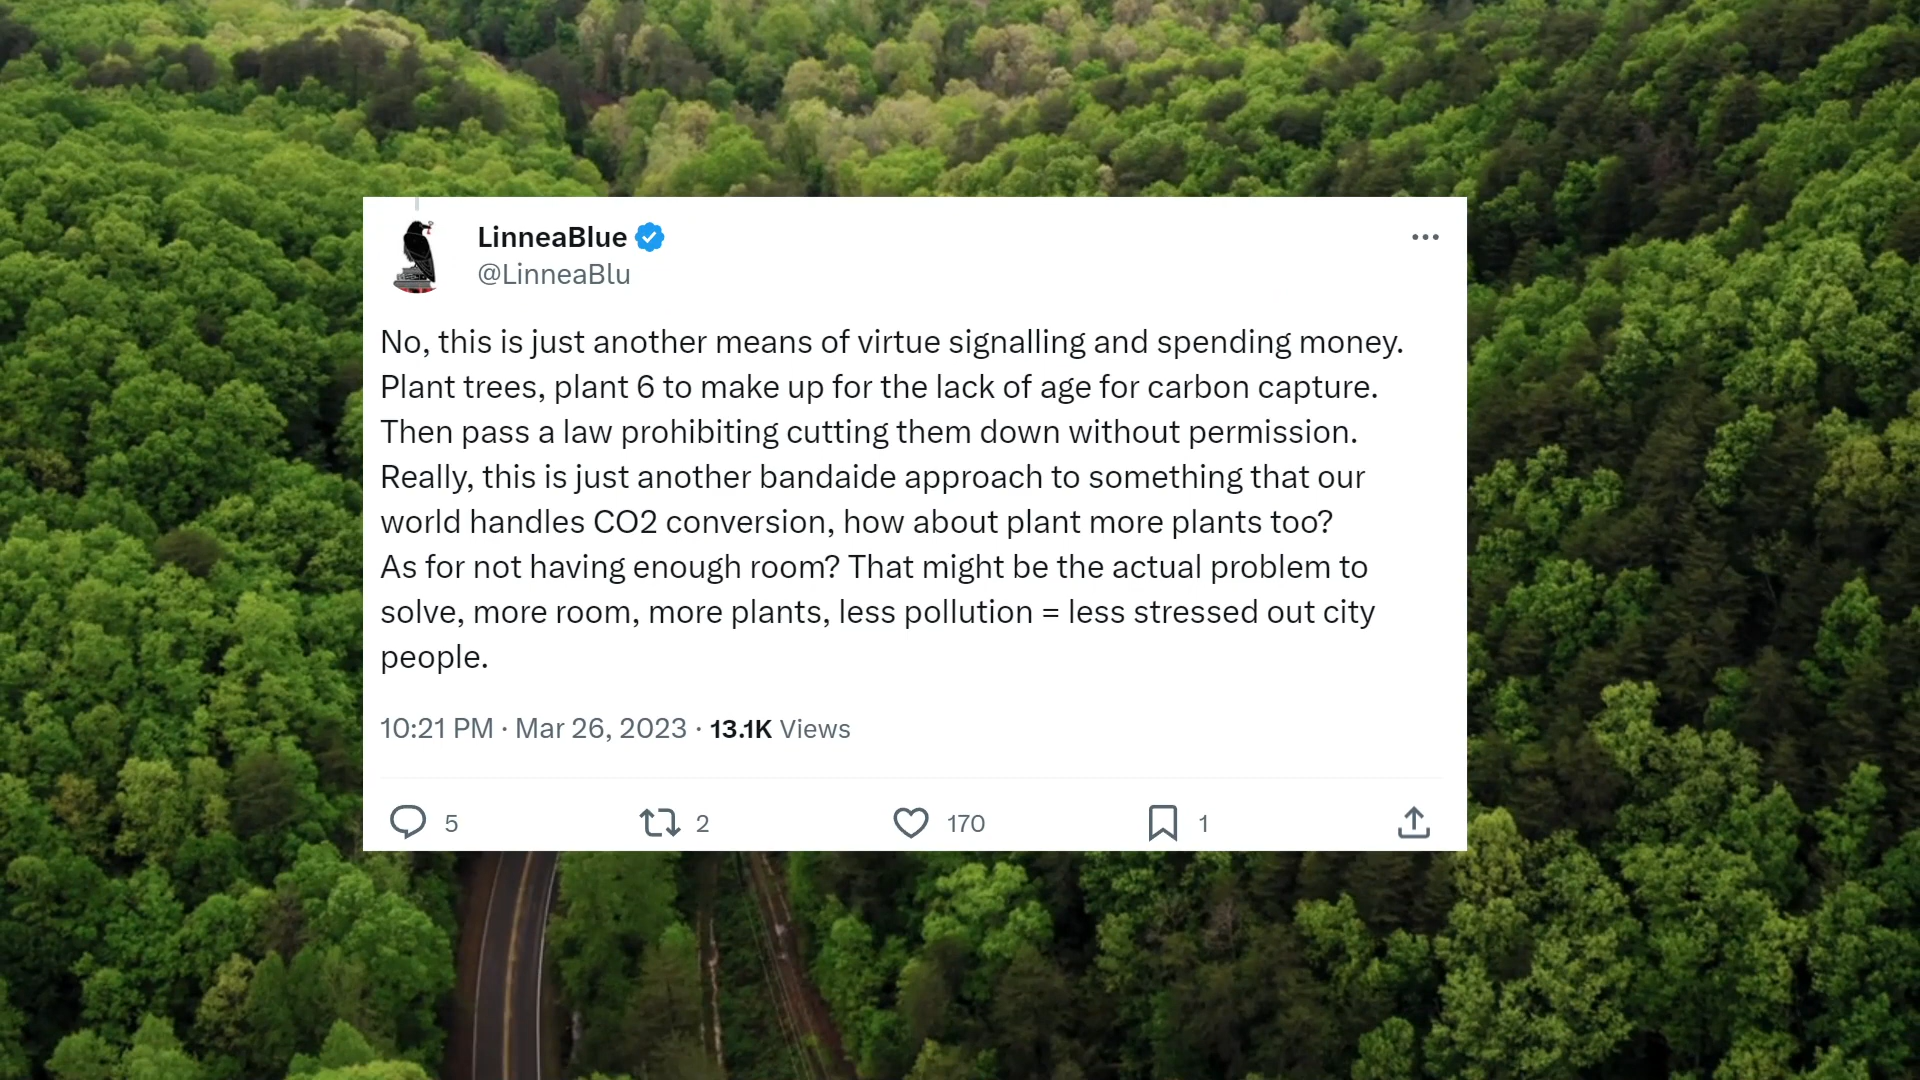 LinneaBlue
@LinneaBlu
No, this is just another means of virtue signalling and spending money.
Plant trees, plant 6 to make up for the lack of age for carbon capture.
Then pass a law prohibiting cutting them down without permission.
Really, this is just another bandaide approach to something that our
world handles CO2 conversion, how about plant more plants too?
As for not having enough room? That might be the actual problem to
solve, more room, more plants, less pollution = less stressed out city
people.
10:21 PM · Mar 26, 2023 · 13.1K Views
5 2 170 1